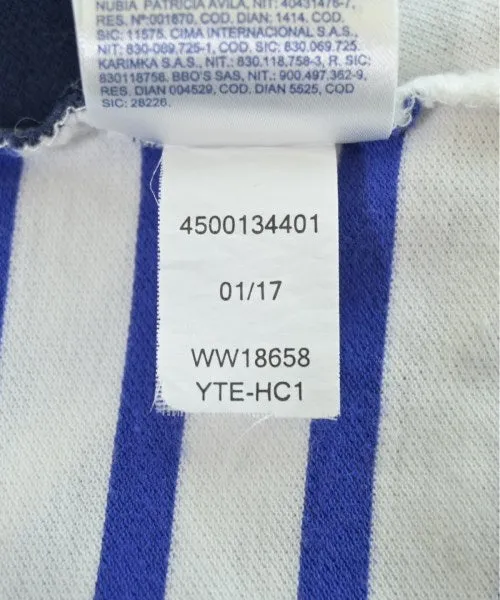 NUBIA PATRICIA AVILA, NIT: 40431476-7,
RES. Nº:001870, COD. DIAN: 1414, COD.
SIC: 11575, CIMA INTERNACIONAL S.A.S.,
NIT: 830-069.725-1, COD. SIC: 830.069.725.
KARIMKA S.A.S., NIT: 830.118,758-3, R. SIC:
830118758. BBO'S SAS, NIT: 900.497.362-9,
RES. DIAN 004529, COD. DIAN 5525, COD
SIC: 28226.
4500134401
01/17
WW18658
YTE-HC1